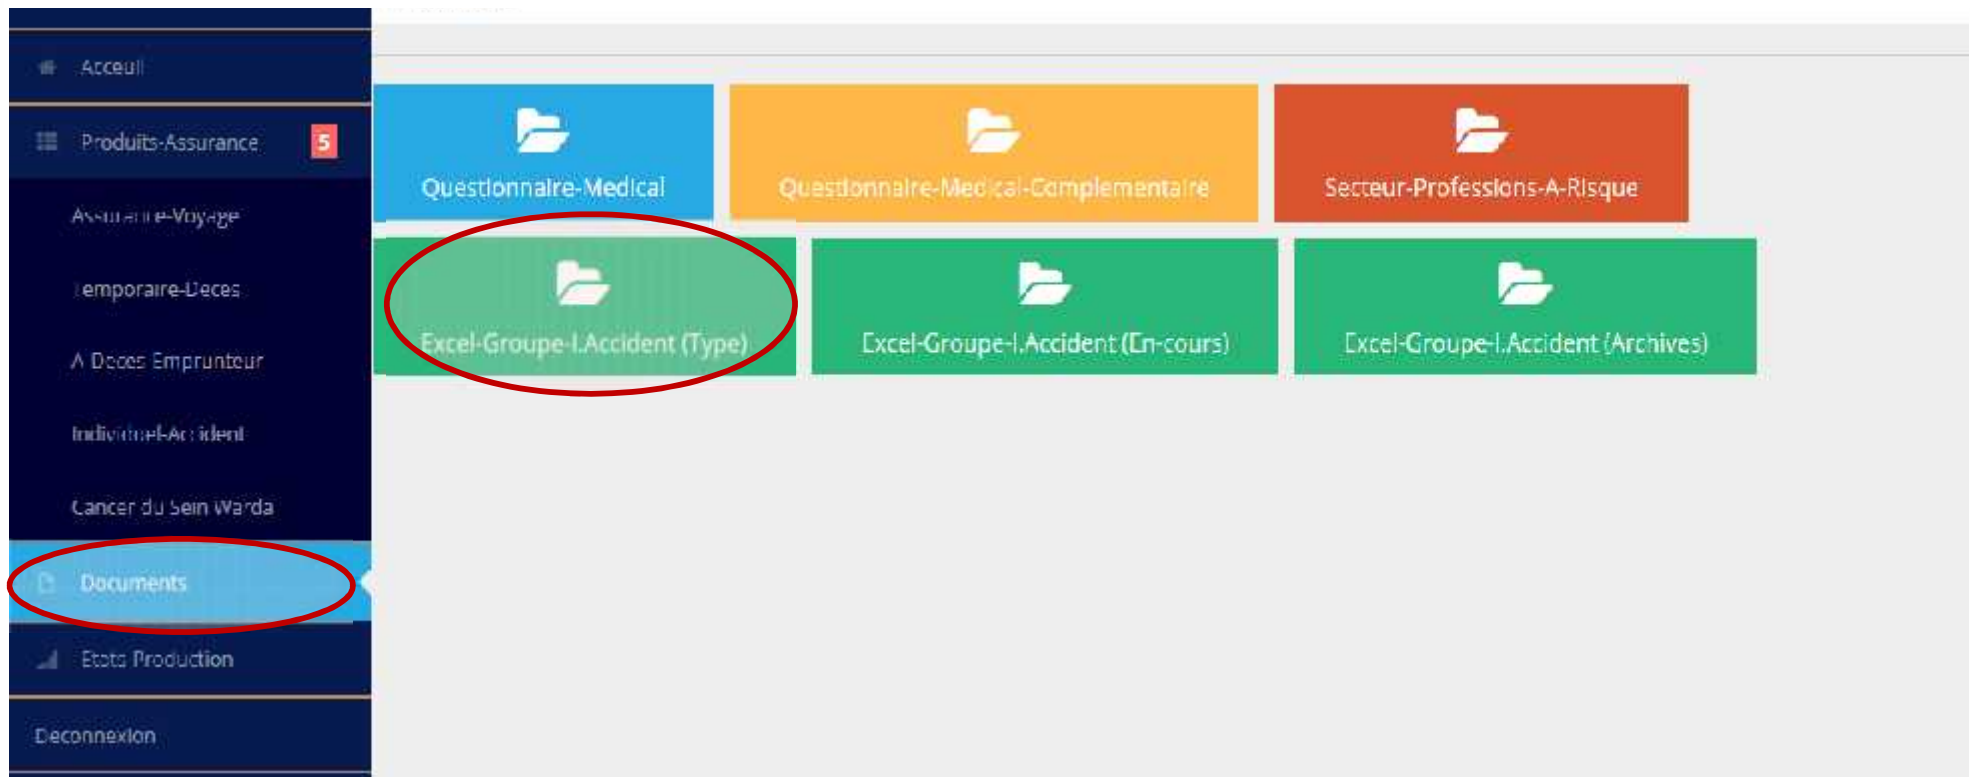 Acceuil
Produits-Assurance 5
Assurance-Voyage
Temporaire-Deces
A-Deces-Emprunteur
Individuel-Accident
Cancer du Sein Warda
Documents
Etats Production
Deconnexion
Questionnaire-Medical
Questionnaire-Medical-Complementaire
Secteur-Professions-A-Risque
Excel-Groupe-I.Accident (Type)
Excel-Groupe-I.Accident (En-cours)
Excel-Groupe-I.Accident (Archives)